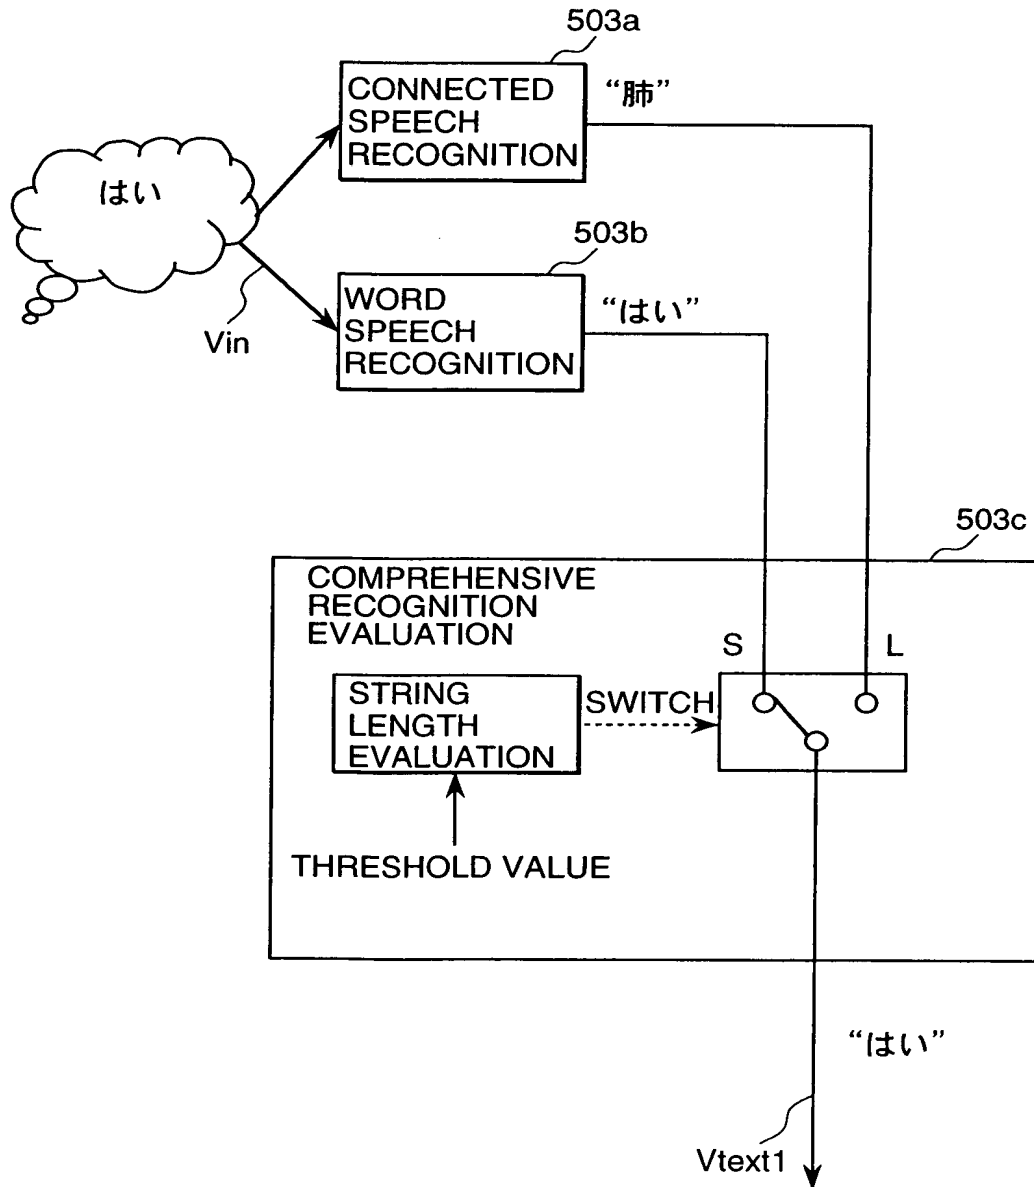 503a
CONNECTED
SPEECH
RECOGNITION
“肺”
はい
503b
WORD
SPEECH
RECOGNITION
“はい”
Vin
503c
COMPREHENSIVE
RECOGNITION
EVALUATION
S
L
STRING
LENGTH
EVALUATION
SWITCH
THRESHOLD VALUE
“はい”
Vtext1